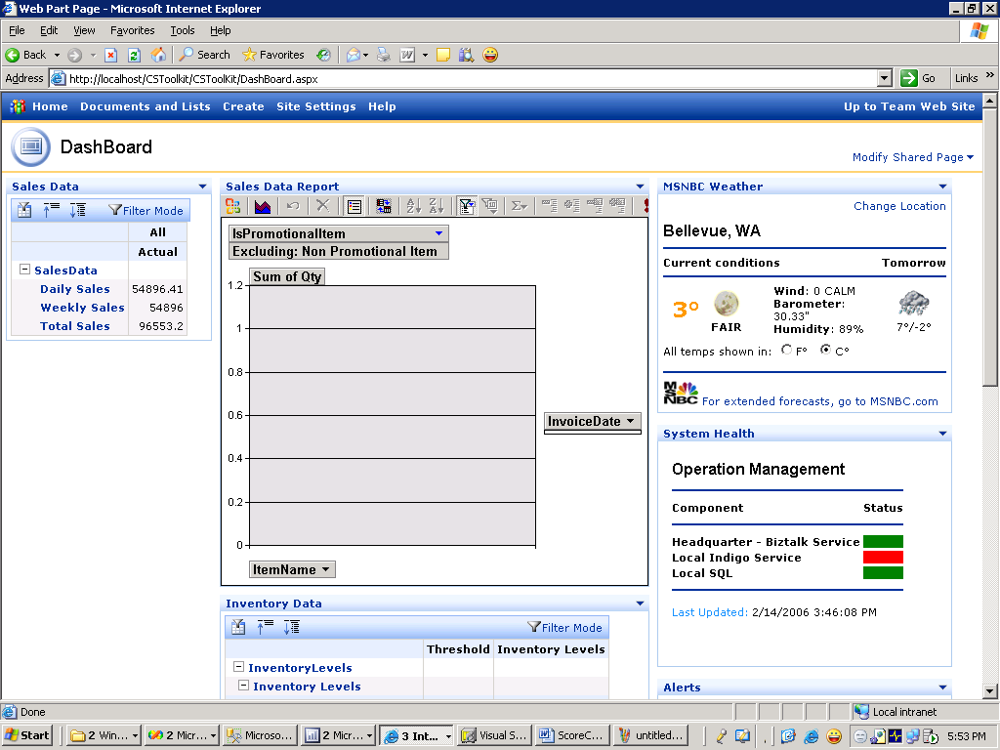 Web Part Page - Microsoft Internet Explorer
File Edit View Favorites Tools Help
Back Search Favorites
Address http://localhost/CSToolkit/CSToolKit/DashBoard.aspx Go Links
Home Documents and Lists Create Site Settings Help Up to Team Web Site
DashBoard
Modify Shared Page
Sales Data
Filter Mode
All
Actual
SalesData
Daily Sales 54896.41
Weekly Sales 54896
Total Sales 96553.2
Sales Data Report
IsPromotionalItem
Excluding: Non Promotional Item
Sum of Qty
1.2
1
0.8
0.6
0.4
0.2
0
InvoiceDate
ItemName
Inventory Data
Filter Mode
Threshold Inventory Levels
InventoryLevels
Inventory Levels
MSNBC Weather
Change Location
Bellevue, WA
Current conditions Tomorrow
3°
FAIR
Wind: 0 CALM
Barometer:
30.33"
Humidity: 89%
7°/-2°
All temps shown in: F° C°
MSNBC For extended forecasts, go to MSNBC.com
System Health
Operation Management
Component Status
Headquarter - Biztalk Service
Local Indigo Service
Local SQL
Last Updated: 2/14/2006 3:46:08 PM
Alerts
Done Local intranet
Start 2 Win... 2 Micr... Microso... 2 Micr... 3 Int... Visual S... ScoreC... untitled... 5:53 PM